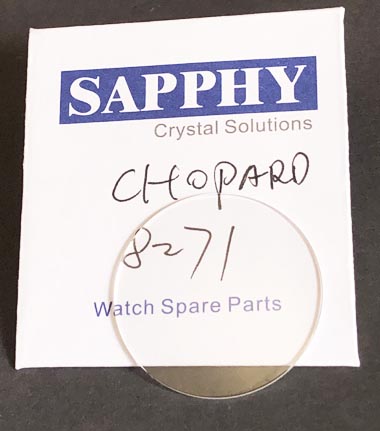 SAPPHY
Crystal Solutions
CHOPARD
8271
Watch Spare Parts